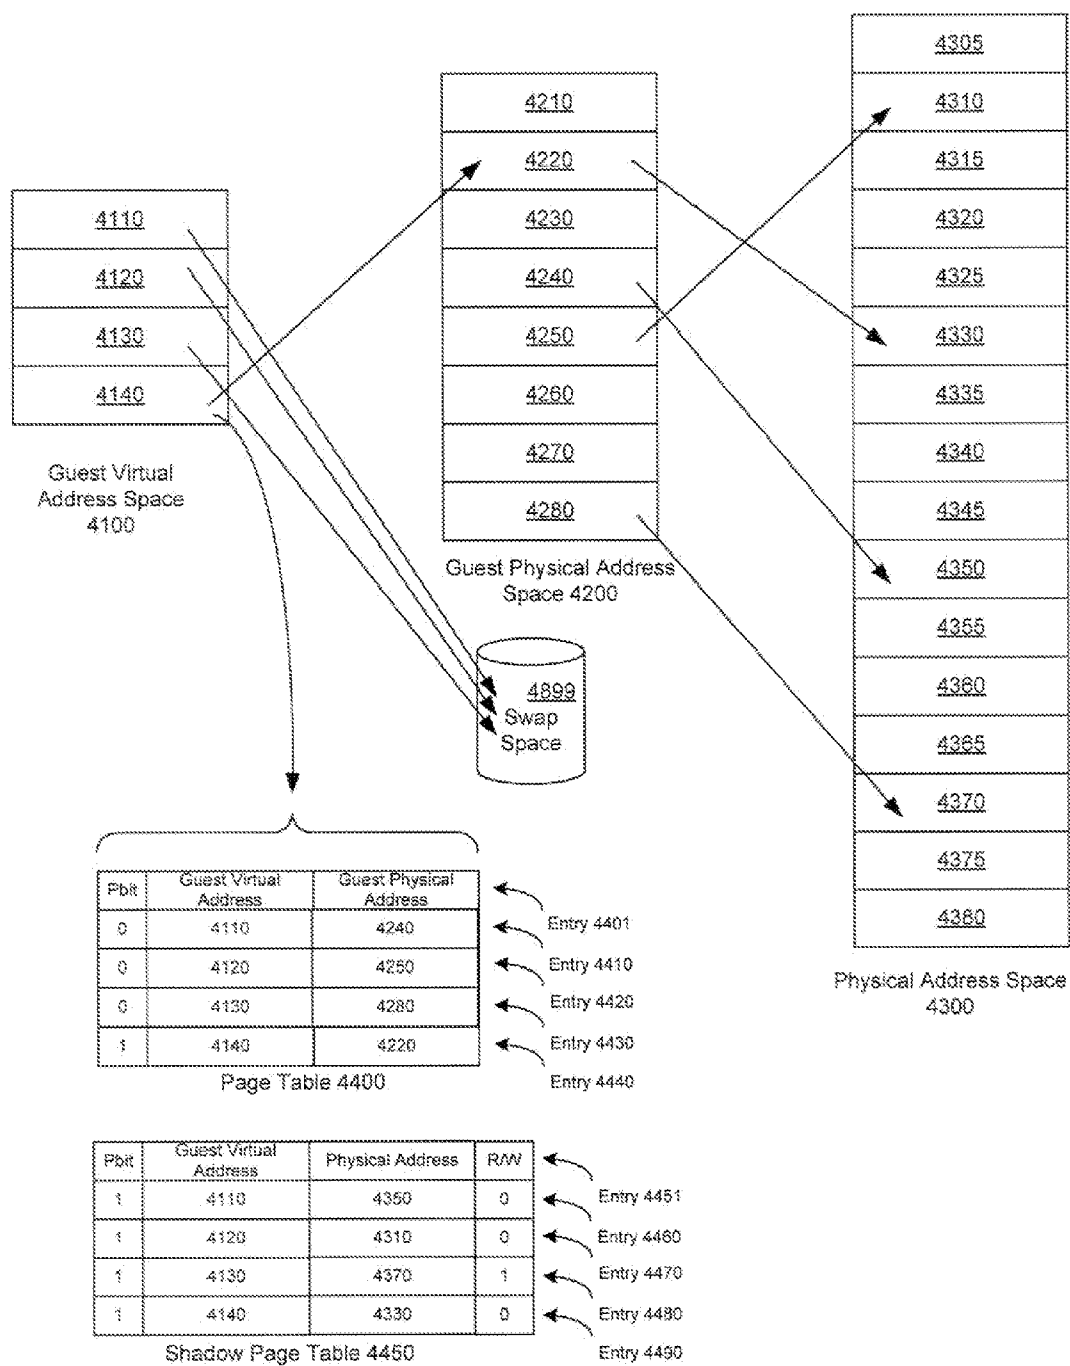 4110
4120
4130
4140
Guest Virtual
Address Space
4100
4210
4220
4230
4240
4250
4260
4270
4280
Guest Physical Address
Space 4200
4305
4310
4315
4320
4325
4330
4335
4340
4345
4350
4355
4360
4365
4370
4375
4380
Physical Address Space
4300
4899
Swap
Space
Pbit Guest Virtual Address Guest Physical Address
0 4110 4240
0 4120 4250
0 4130 4280
1 4140 4220
Entry 4401
Entry 4410
Entry 4420
Entry 4430
Entry 4440
Page Table 4400
Pbit Guest Virtual Address Physical Address R/W
1 4110 4350 0
1 4120 4310 0
1 4130 4370 1
1 4140 4330 0
Entry 4451
Entry 4460
Entry 4470
Entry 4480
Entry 4490
Shadow Page Table 4450